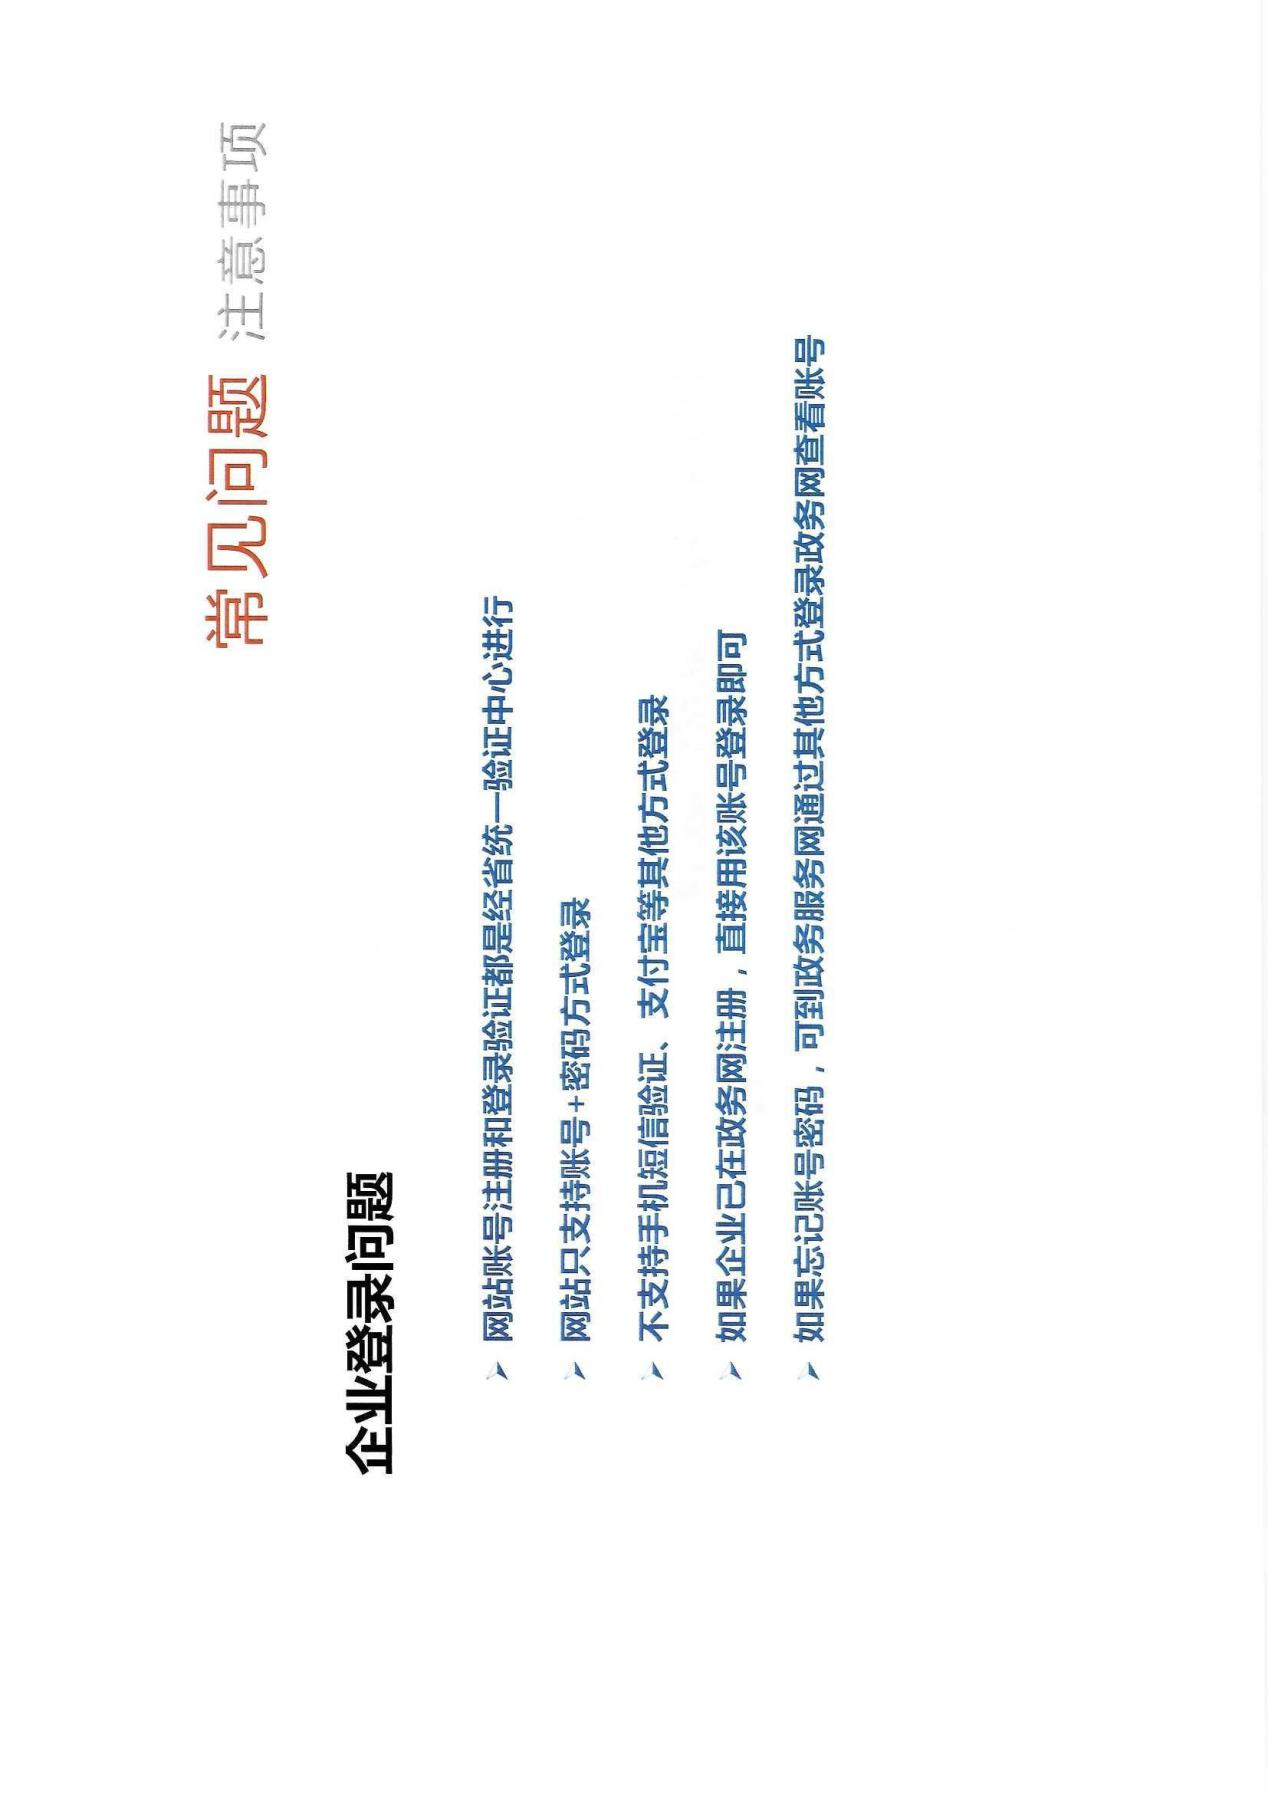 常见问题 注意事项
企业登录问题
网站账号注册和登录验证都是经省统一验证中心进行
网站只支持账号+密码方式登录
不支持手机短信验证、支付宝等其他方式登录
如果企业已在政务网注册，直接用该账号登录即可
如果忘记账号密码，可到政务服务网通过其他方式登录政务网查看账号